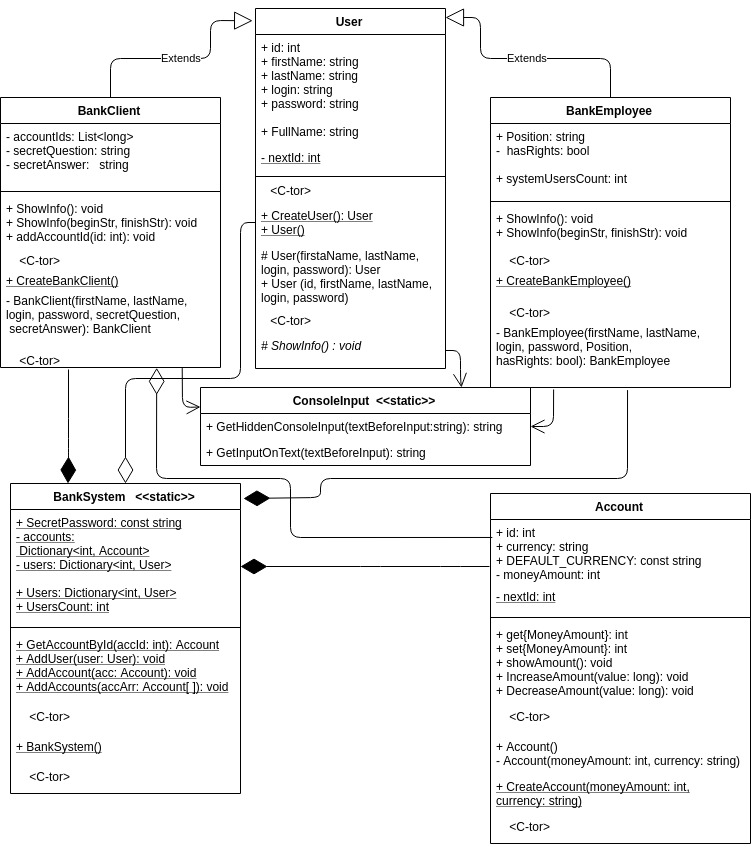 User
+ id: int
+ firstName: string
+ lastName: string
+ login: string
+ password: string
+ FullName: string
- nextId: int
<C-tor>
+ CreateUser(): User
+ User()
# User(firstaName, lastName,
login, password): User
+ User (id, firstName, lastName,
login, password)
<C-tor>
# ShowInfo() : void
Extends
Extends
BankClient
- accountIds: List<long>
- secretQuestion: string
- secretAnswer: string
+ ShowInfo(): void
+ ShowInfo(beginStr, finishStr): void
+ addAccountId(id: int): void
<C-tor>
+ CreateBankClient()
- BankClient(firstName, lastName,
login, password, secretQuestion,
secretAnswer): BankClient
<C-tor>
BankEmployee
+ Position: string
- hasRights: bool
+ systemUsersCount: int
+ ShowInfo(): void
+ ShowInfo(beginStr, finishStr): void
<C-tor>
+ CreateBankEmployee()
<C-tor>
- BankEmployee(firstName, lastName,
login, password, Position,
hasRights: bool): BankEmployee
ConsoleInput <<static>>
+ GetHiddenConsoleInput(textBeforeInput:string): string
+ GetInputOnText(textBeforeInput): string
BankSystem <<static>>
+ SecretPassword: const string
- accounts:
Dictionary<int, Account>
- users: Dictionary<int, User>
+ Users: Dictionary<int, User>
+ UsersCount: int
+ GetAccountById(accId: int): Account
+ AddUser(user: User): void
+ AddAccount(acc: Account): void
+ AddAccounts(accArr: Account[ ]): void
<C-tor>
+ BankSystem()
<C-tor>
Account
+ id: int
+ currency: string
+ DEFAULT_CURRENCY: const string
- moneyAmount: int
- nextId: int
+ get{MoneyAmount}: int
+ set{MoneyAmount}: int
+ showAmount(): void
+ IncreaseAmount(value: long): void
+ DecreaseAmount(value: long): void
<C-tor>
+ Account()
- Account(moneyAmount: int, currency: string)
+ CreateAccount(moneyAmount: int,
currency: string)
<C-tor>